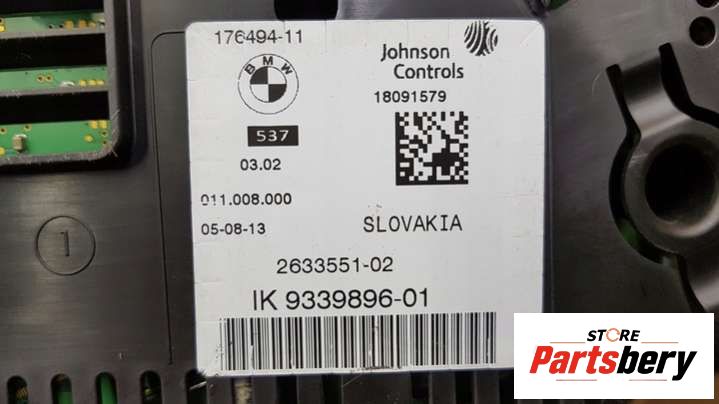 176494-11
BMW
Johnson
Controls
18091579
537
03.02
011.008.000
05-08-13
SLOVAKIA
2633551-02
IK 9339896-01
1
STORE
Partsbery